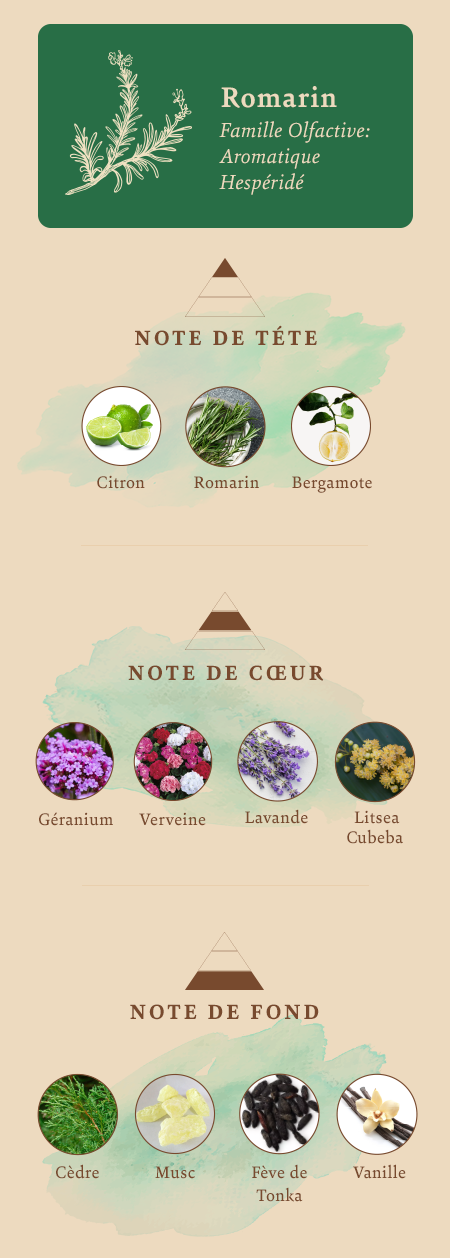 Romarin
Famille Olfactive:
Aromatique
Hespéridé
NOTE DE TÉTE
Citron
Romarin
Bergamote
NOTE DE CŒUR
Géranium
Verveine
Lavande
Litsea
Cubeba
NOTE DE FOND
Cèdre
Musc
Fève de
Tonka
Vanille